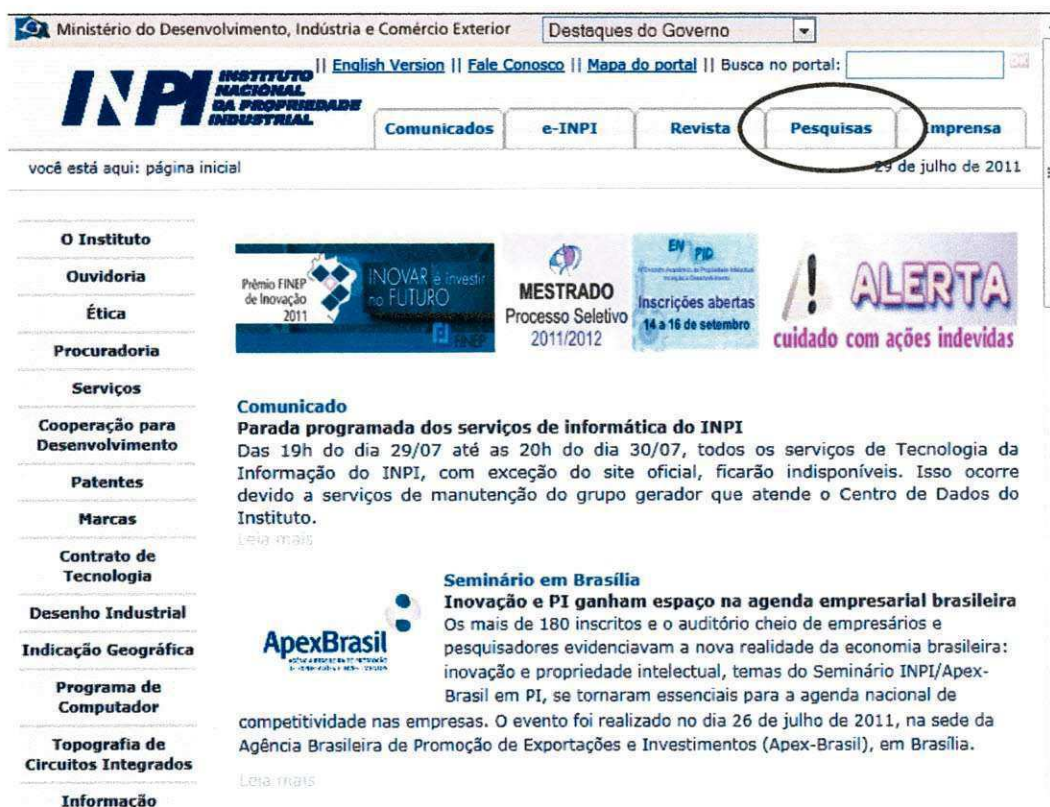 Ministério do Desenvolvimento, Indústria e Comércio Exterior
Destaques do Governo
|| English Version || Fale Conosco || Mapa do portal || Busca no portal:
INPI
INSTITUTO
NACIONAL
DA PROPRIEDADE
INDUSTRIAL
Comunicados
e-INPI
Revista
Pesquisas
Imprensa
você está aqui: página inicial
29 de julho de 2011
O Instituto
Ouvidoria
Ética
Procuradoria
Serviços
Cooperação para
Desenvolvimento
Patentes
Marcas
Contrato de
Tecnologia
Desenho Industrial
Indicação Geográfica
Programa de
Computador
Topografia de
Circuitos Integrados
Informação
Prêmio FINEP
de Inovação
2011
INOVAR é investir
no FUTURO
FINEP
MESTRADO
Processo Seletivo
2011/2012
EN PID
Inscrições abertas
14 a 16 de setembro
! ALERTA
cuidado com ações indevidas
Comunicado
Parada programada dos serviços de informática do INPI
Das 19h do dia 29/07 até as 20h do dia 30/07, todos os serviços de Tecnologia da
Informação do INPI, com exceção do site oficial, ficarão indisponíveis. Isso ocorre
devido a serviços de manutenção do grupo gerador que atende o Centro de Dados do
Instituto.
Leia mais
ApexBrasil
Seminário em Brasília
Inovação e PI ganham espaço na agenda empresarial brasileira
Os mais de 180 inscritos e o auditório cheio de empresários e
pesquisadores evidenciavam a nova realidade da economia brasileira:
inovação e propriedade intelectual, temas do Seminário INPI/Apex-
Brasil em PI, se tornaram essenciais para a agenda nacional de
competitividade nas empresas. O evento foi realizado no dia 26 de julho de 2011, na sede da
Agência Brasileira de Promoção de Exportações e Investimentos (Apex-Brasil), em Brasília.
Leia mais